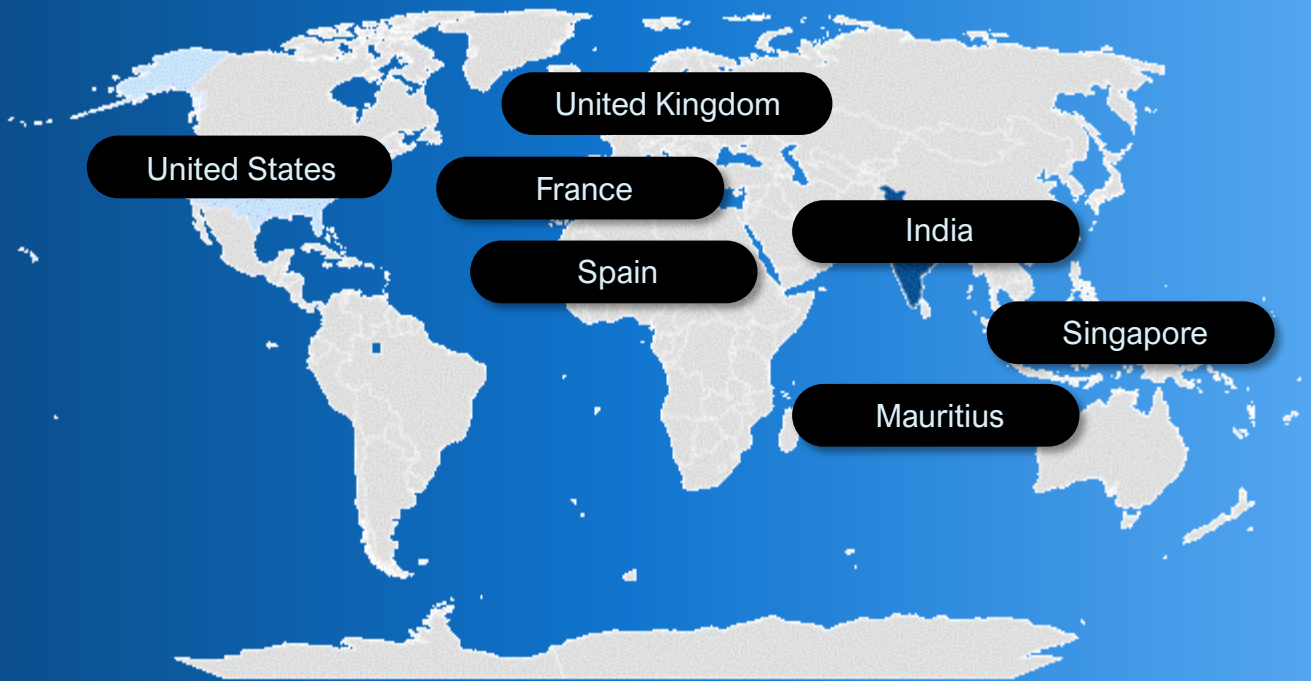 United Kingdom
United States
France
India
Spain
Singapore
Mauritius